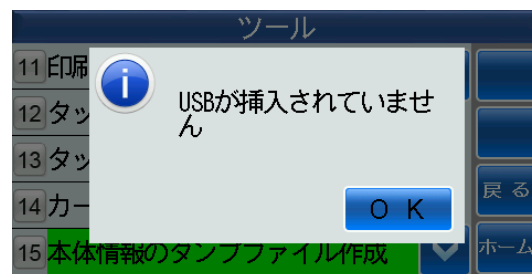 ツール
11 印刷
12 タッ
USBが挿入されていませ
ん
13 タッ
14 カー
戻る
OK
15 本体情報のダンプファイル作成
ホーム